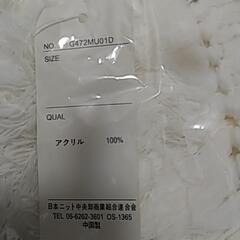 NO. G472MU01D
SIZE
QUAL
アクリル 100%
日本ニット中央卸商業組合連合会
TEL 06-6262-3601 OS-1365
中国製